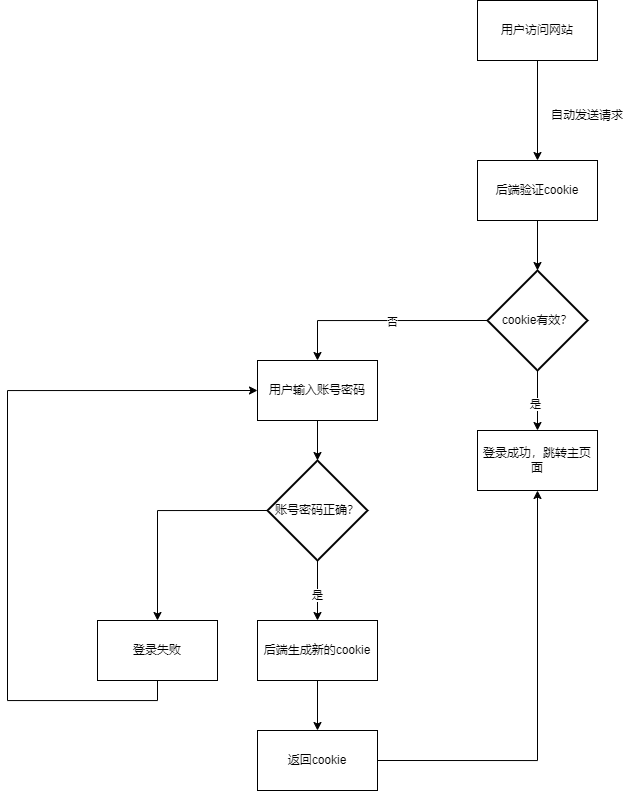 用户访问网站
自动发送请求
后端验证cookie
cookie有效?
否
用户输入账号密码
是
登录成功，跳转主页
面
账号密码正确?
是
登录失败
后端生成新的cookie
返回cookie